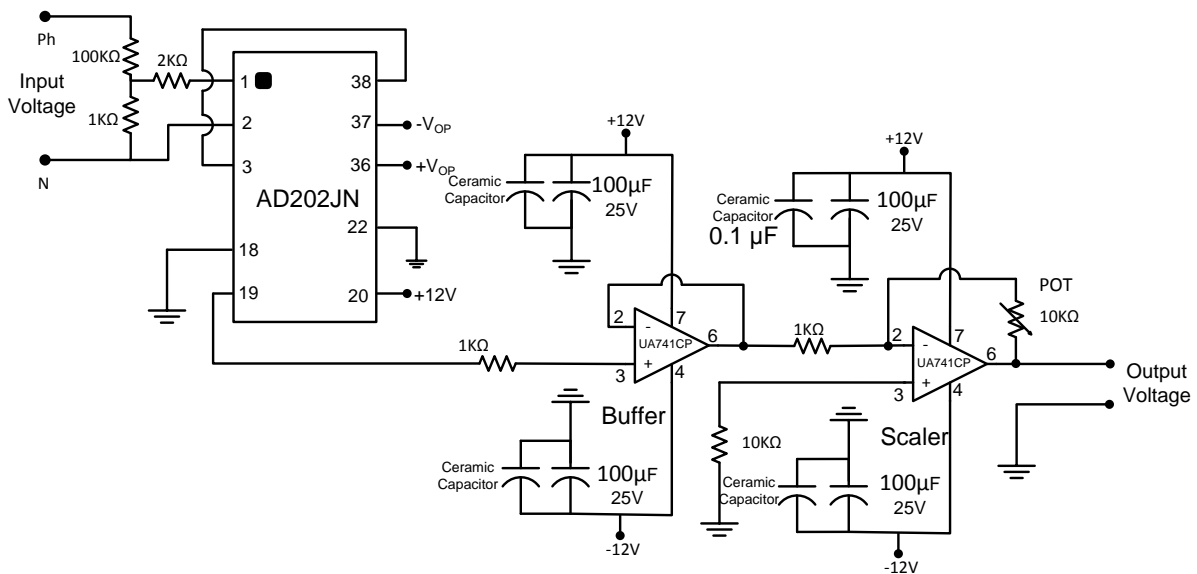 Ph
100KΩ
2KΩ
Input
Voltage
1KΩ
N
1
2
3
18
19
38
37
36
22
20
AD202JN
-VOP
+VOP
+12V
+12V
Ceramic
Capacitor
100µF
25V
+12V
Ceramic
Capacitor
0.1 µF
100µF
25V
1KΩ
2
-
7
6
UA741CP
+
3
4
Buffer
1KΩ
2
-
7
6
UA741CP
+
3
4
Scaler
POT
10KΩ
Output
Voltage
10KΩ
Ceramic
Capacitor
100µF
25V
-12V
Ceramic
Capacitor
100µF
25V
-12V